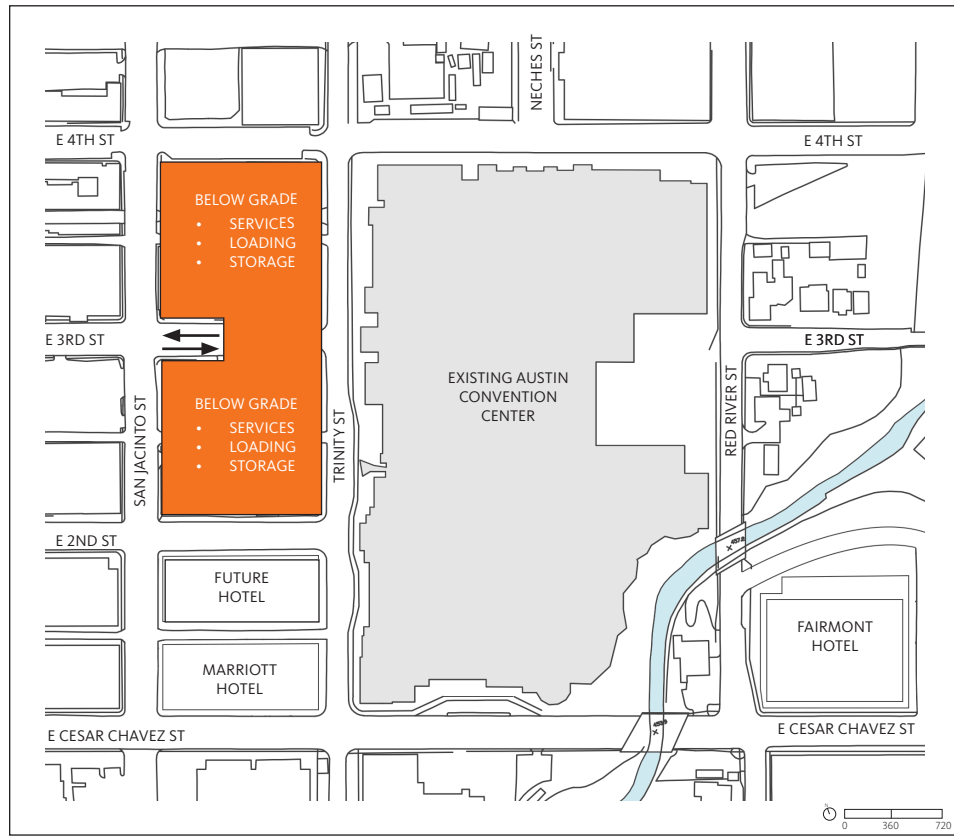 NECHES ST
E 4TH ST
E 4TH ST
BELOW GRADE
• SERVICES
• LOADING
• STORAGE
E 3RD ST
E 3RD ST
EXISTING AUSTIN
CONVENTION
CENTER
BELOW GRADE
• SERVICES
• LOADING
• STORAGE
SAN JACINTO ST
TRINITY ST
RED RIVER ST
E 2ND ST
FUTURE
HOTEL
MARRIOTT
HOTEL
FAIRMONT
HOTEL
E CESAR CHAVEZ ST
E CESAR CHAVEZ ST
N
0 360 720